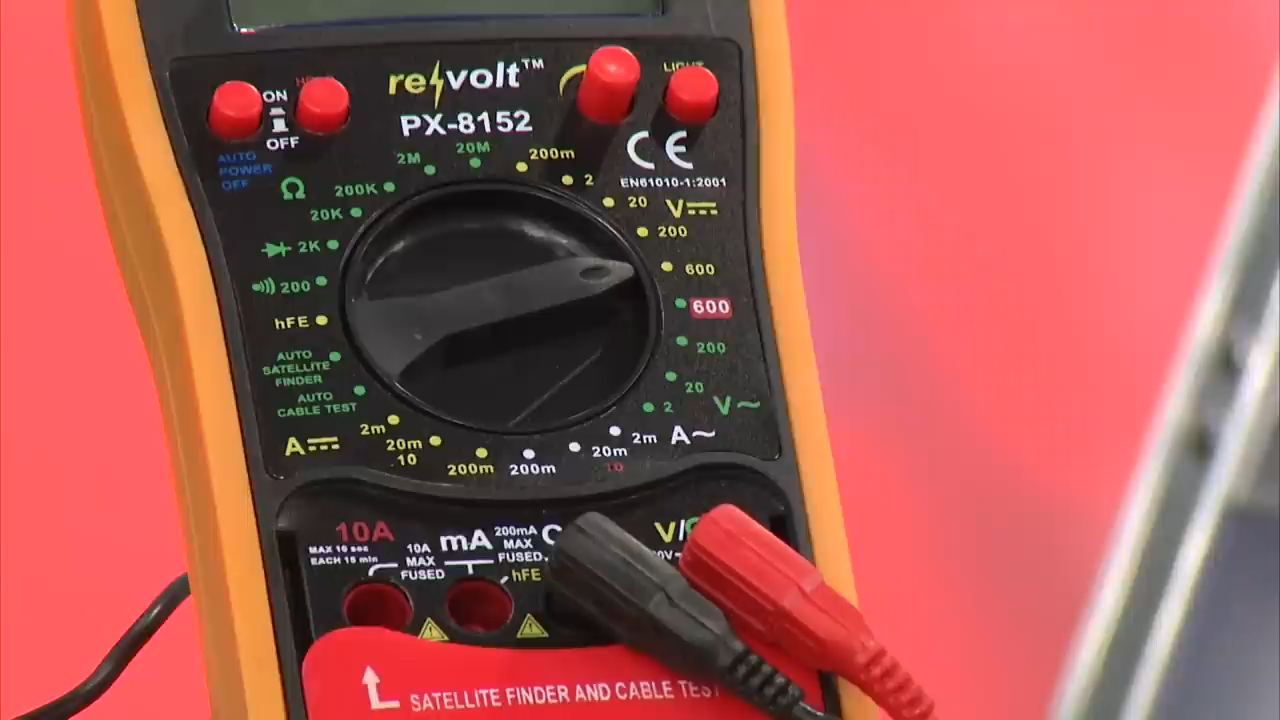 re/volt™
HOLD
LIGHT
ON
OFF
PX-8152
CE
EN61010-1:2001
AUTO
POWER
OFF
2M
20M
200m
2
20
V
200
600
600
200
20
2
V~
Ω
200K
20K
2K
200
hFE
AUTO
SATELLITE
FINDER
AUTO
CABLE TEST
A
2m
20m
10
200m
200m
20m
10
2m
A~
10A
MAX 10 sec
EACH 15 min
10A
MAX
FUSED
mA
200mA
MAX
FUSED
hFE
SATELLITE FINDER AND CABLE TEST